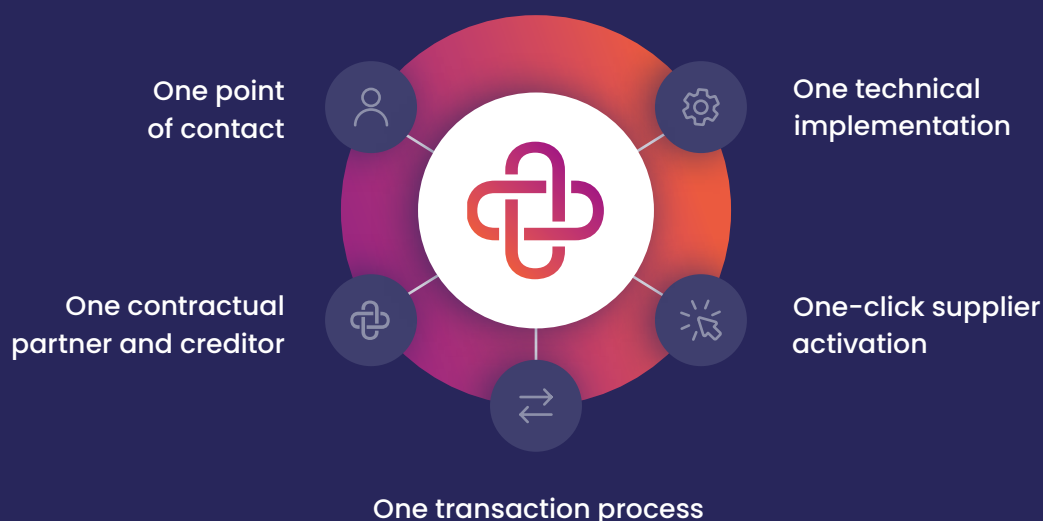 One point
of contact
One technical
implementation
One contractual
partner and creditor
One-click supplier
activation
One transaction process